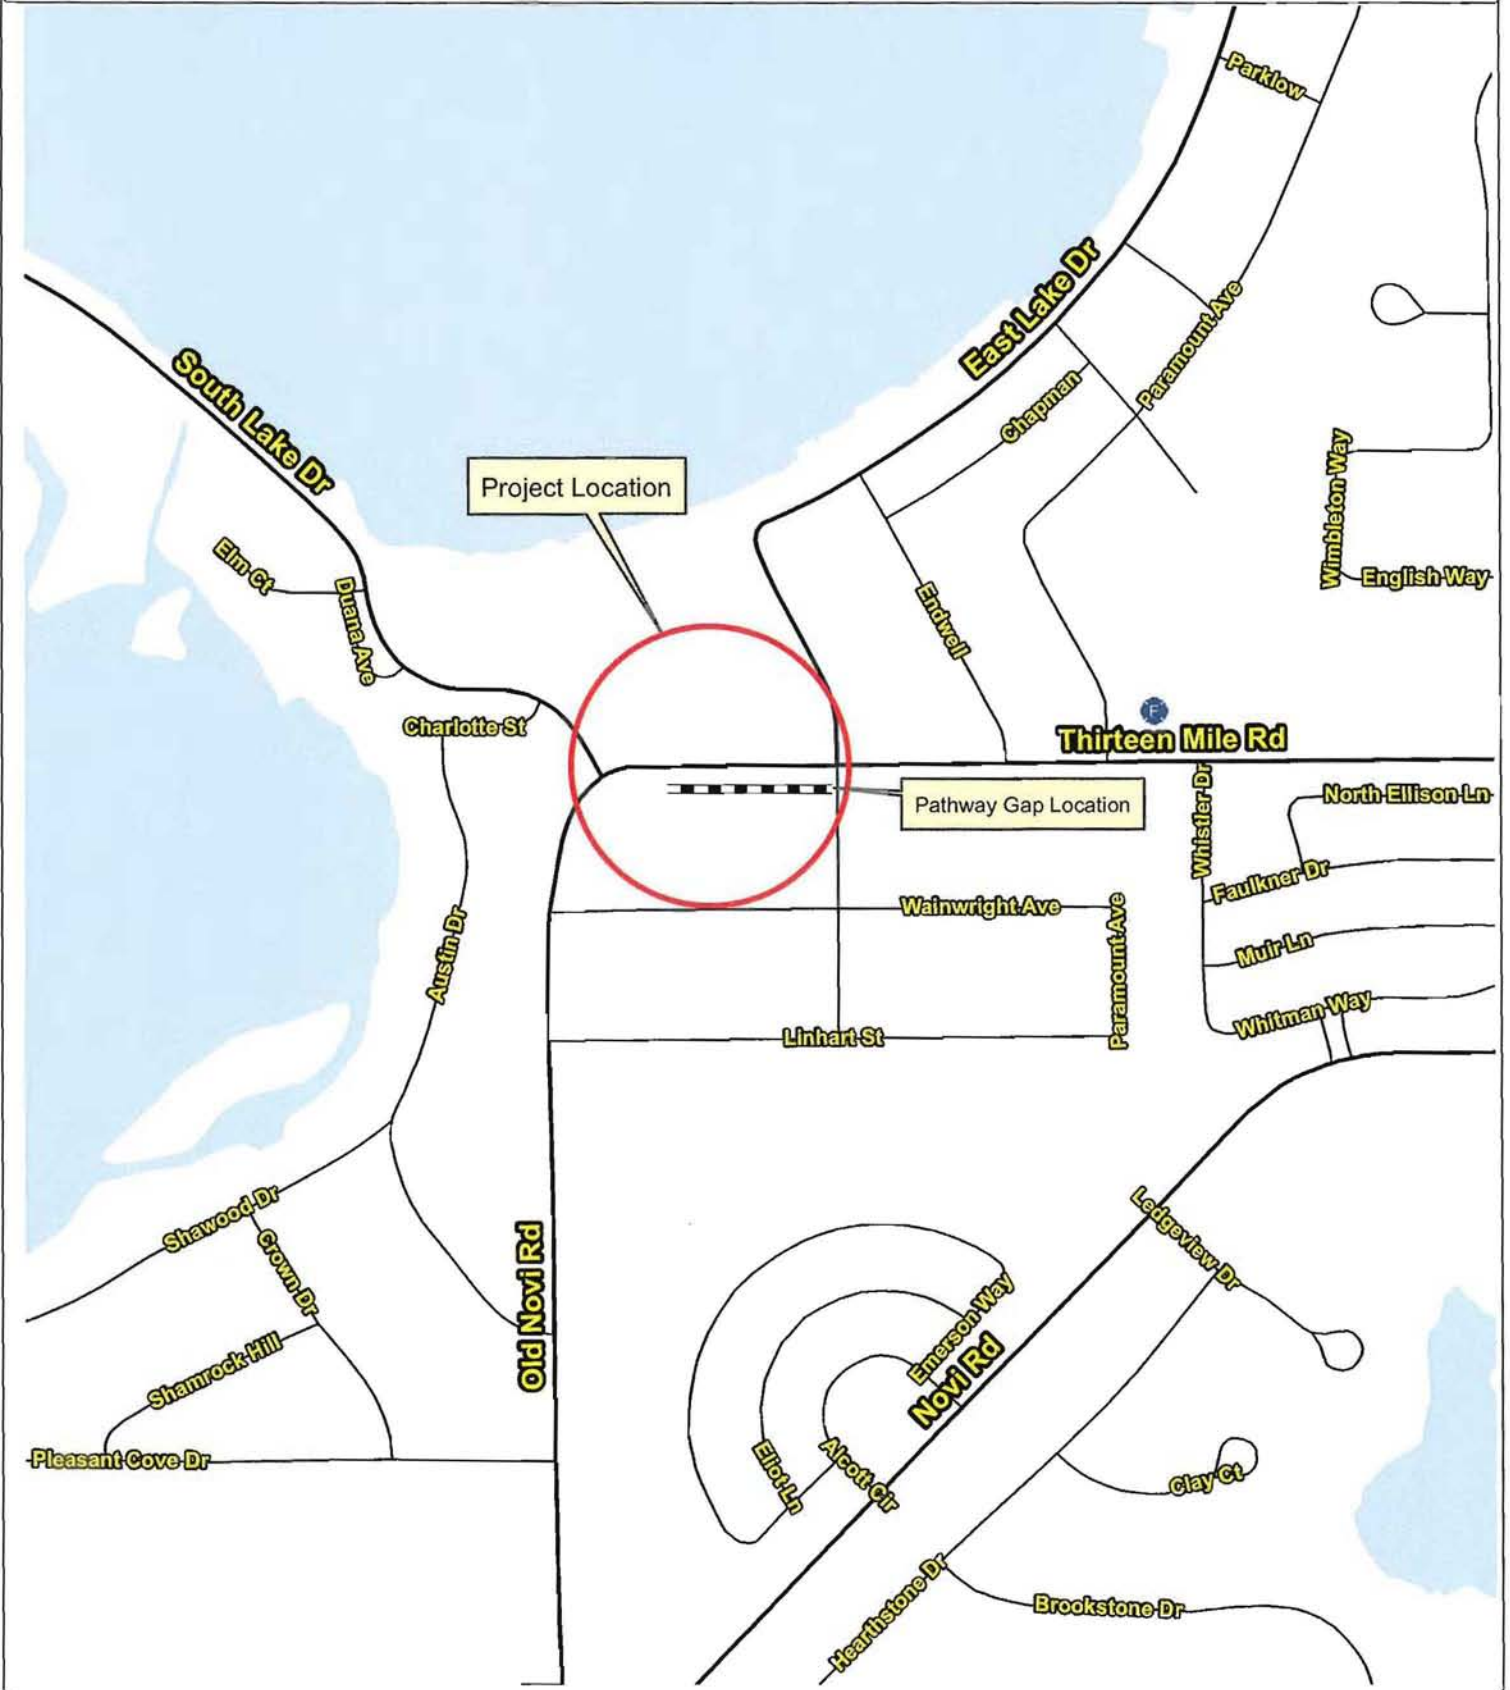 Parklow
East Lake Dr
Paramount Ave
South Lake Dr
Chapman
Project Location
Wimbleton Way
English Way
Elm Ct
Duana Ave
Endwell
F
Charlotte St
Thirteen Mile Rd
Pathway Gap Location
Whistler Dr
North Ellison Ln
Faulkner Dr
Wainwright Ave
Paramount Ave
Austin Dr
Muir Ln
Whitman Way
Linhart St
Shawood Dr
Crown Dr
Old Novi Rd
Ledgeview Dr
Emerson Way
Novi Rd
Shamrock Hill
Pleasant Cove Dr
Eliot Ln
Alcott Cir
Clay Ct
Hearthstone Dr
Brookstone Dr